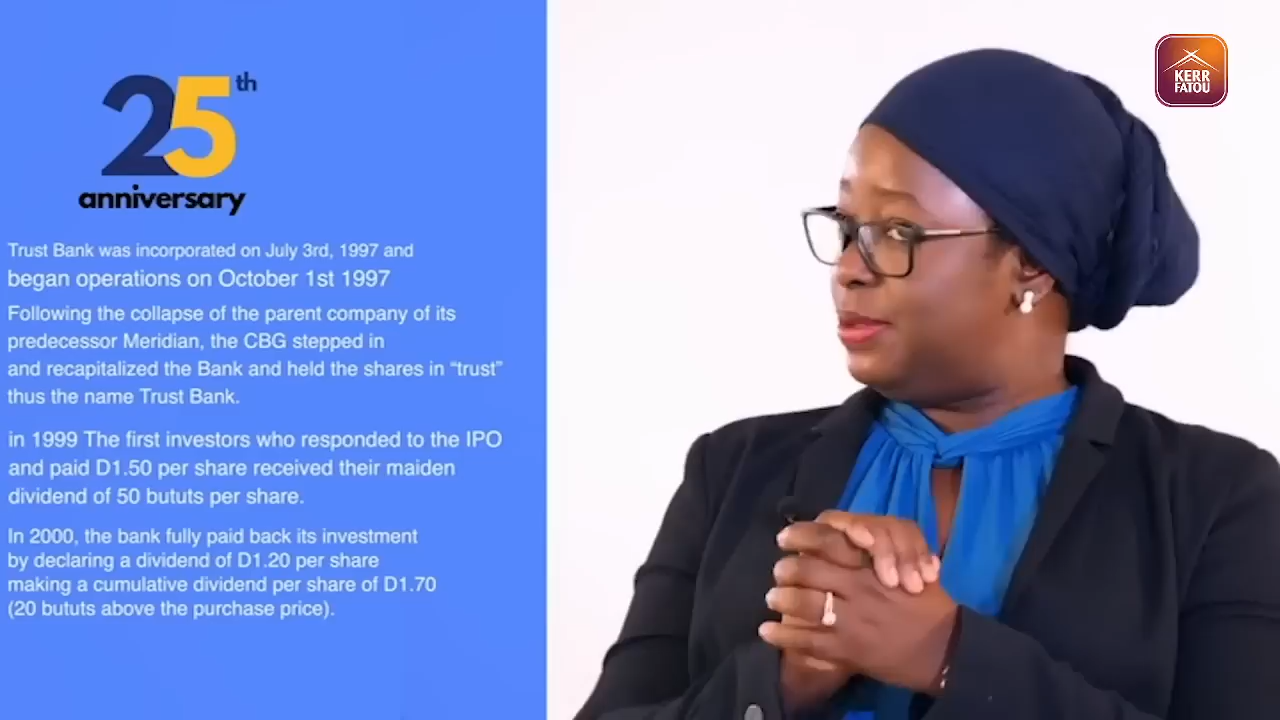 25th
anniversary
Trust Bank was incorporated on July 3rd, 1997 and
began operations on October 1st 1997
Following the collapse of the parent company of its
predecessor Meridian, the CBG stepped in
and recapitalized the Bank and held the shares in “trust”
thus the name Trust Bank.
in 1999 The first investors who responded to the IPO
and paid D1.50 per share received their maiden
dividend of 50 bututs per share.
In 2000, the bank fully paid back its investment
by declaring a dividend of D1.20 per share
making a cumulative dividend per share of D1.70
(20 bututs above the purchase price).
KERR
FATOU